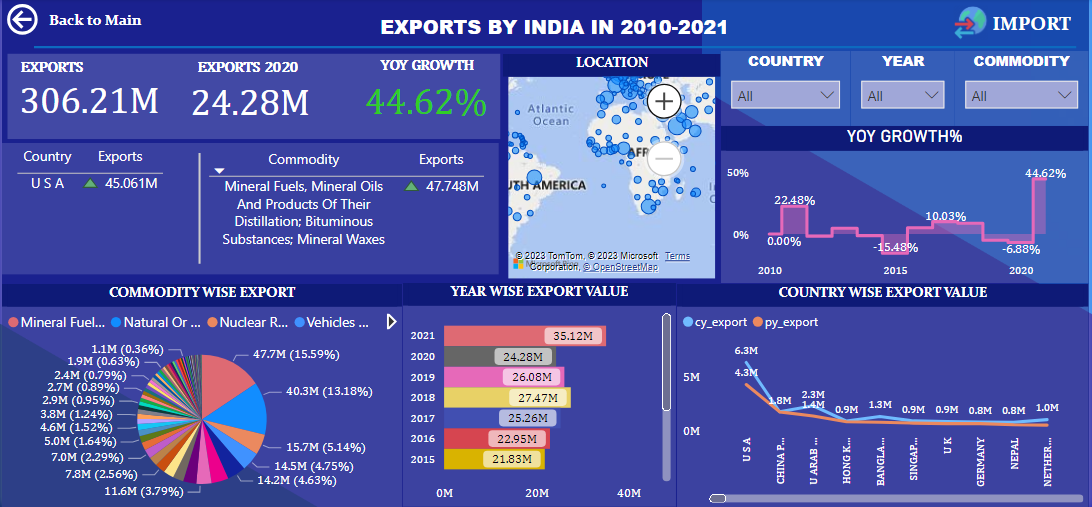 Back to Main
EXPORTS BY INDIA IN 2010-2021
IMPORT
EXPORTS
306.21M
EXPORTS 2020
24.28M
YOY GROWTH
44.62%
Country Exports
U S A 45.061M
Commodity Exports
Mineral Fuels, Mineral Oils 47.748M
And Products Of Their
Distillation; Bituminous
Substances; Mineral Waxes
LOCATION
Atlantic
Ocean
UTH AMERICA
© 2023 TomTom, © 2023 Microsoft Terms
Corporation, © OpenStreetMap
COUNTRY
All
YEAR
All
COMMODITY
All
YOY GROWTH%
50%
0%
0.00%
22.48%
-15.48%
10.03%
-6.88%
44.62%
2010
2015
2020
COMMODITY WISE EXPORT
Mineral Fuel... Natural Or ... Nuclear R... Vehicles ...
1.1M (0.36%)
1.9M (0.63%)
2.4M (0.79%)
2.7M (0.89%)
2.9M (0.95%)
3.8M (1.24%)
4.6M (1.52%)
5.0M (1.64%)
7.0M (2.29%)
7.8M (2.56%)
11.6M (3.79%)
47.7M (15.59%)
40.3M (13.18%)
15.7M (5.14%)
14.5M (4.75%)
14.2M (4.63%)
YEAR WISE EXPORT VALUE
2021 35.12M
2020 24.28M
2019 26.08M
2018 27.47M
2017 25.26M
2016 22.95M
2015 21.83M
0M 20M 40M
COUNTRY WISE EXPORT VALUE
cy_export py_export
5M
0M
6.3M
4.3M
1.8M
2.3M
1.4M
0.9M
1.3M
0.9M
0.9M
0.8M
0.8M
1.0M
U S A
CHINA P...
U ARAB ...
HONG K...
BANGLA...
SINGAP...
U K
GERMANY
NEPAL
NETHER...